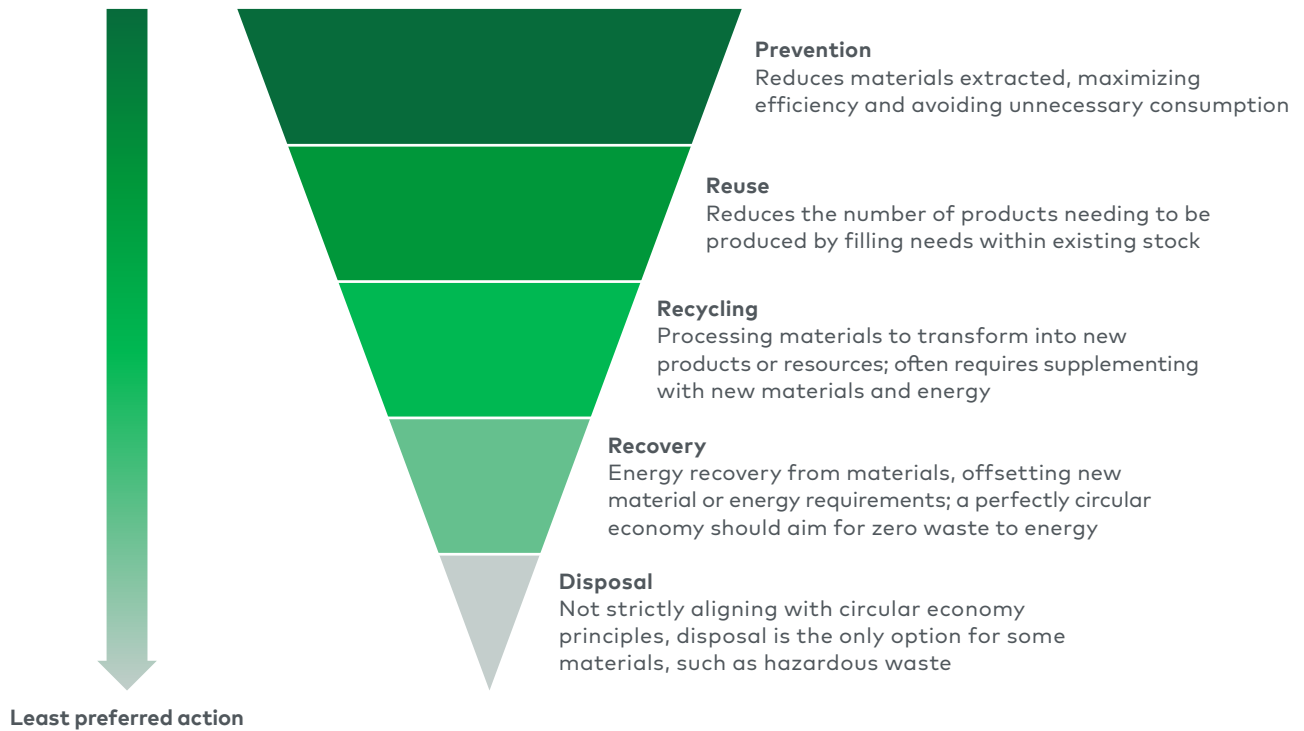 Prevention
Reduces materials extracted, maximizing
efficiency and avoiding unnecessary consumption
Reuse
Reduces the number of products needing to be
produced by filling needs within existing stock
Recycling
Processing materials to transform into new
products or resources; often requires supplementing
with new materials and energy
Recovery
Energy recovery from materials, offsetting new
material or energy requirements; a perfectly circular
economy should aim for zero waste to energy
Disposal
Not strictly aligning with circular economy
principles, disposal is the only option for some
materials, such as hazardous waste
Least preferred action